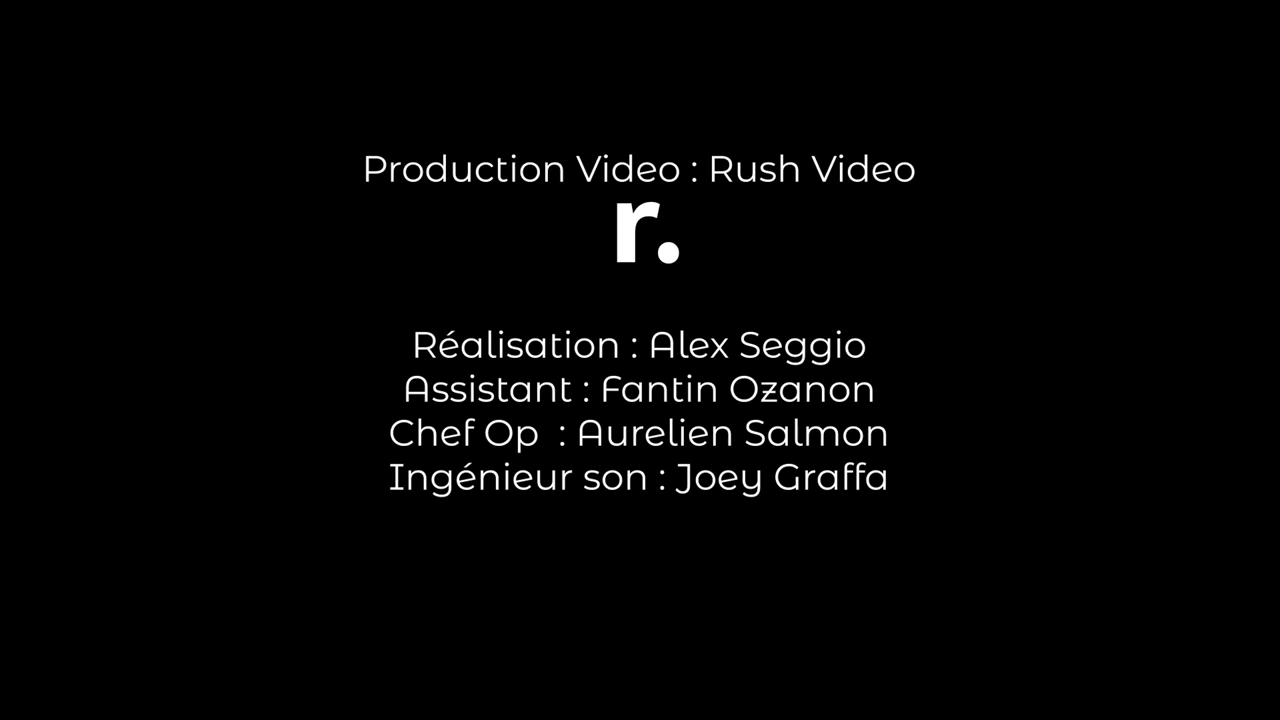 Production Video : Rush Video
r.
Réalisation : Alex Seggio
Assistant : Fantin Ozanon
Chef Op  : Aurelien Salmon
Ingénieur son : Joey Graffa